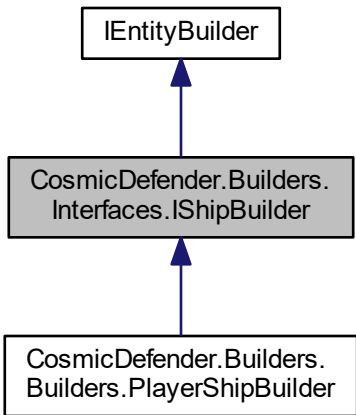 IEntityBuilder
CosmicDefender.Builders.
Interfaces.IShipBuilder
CosmicDefender.Builders.
Builders.PlayerShipBuilder